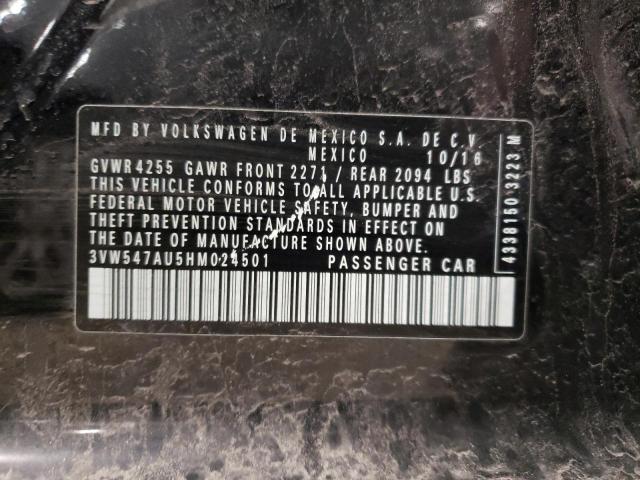 MFD BY VOLKSWAGEN DE MEXICO S.A. DE C.V.
MEXICO 10/16
GVWR 4255 GAWR FRONT 2271 / REAR 2094 LBS
THIS VEHICLE CONFORMS TO ALL APPLICABLE U.S.
FEDERAL MOTOR VEHICLE SAFETY, BUMPER AND
THEFT PREVENTION STANDARDS IN EFFECT ON
THE DATE OF MANUFACTURE SHOWN ABOVE.
3VW547AU5HM024501 PASSENGER CAR
4338150 3223 M